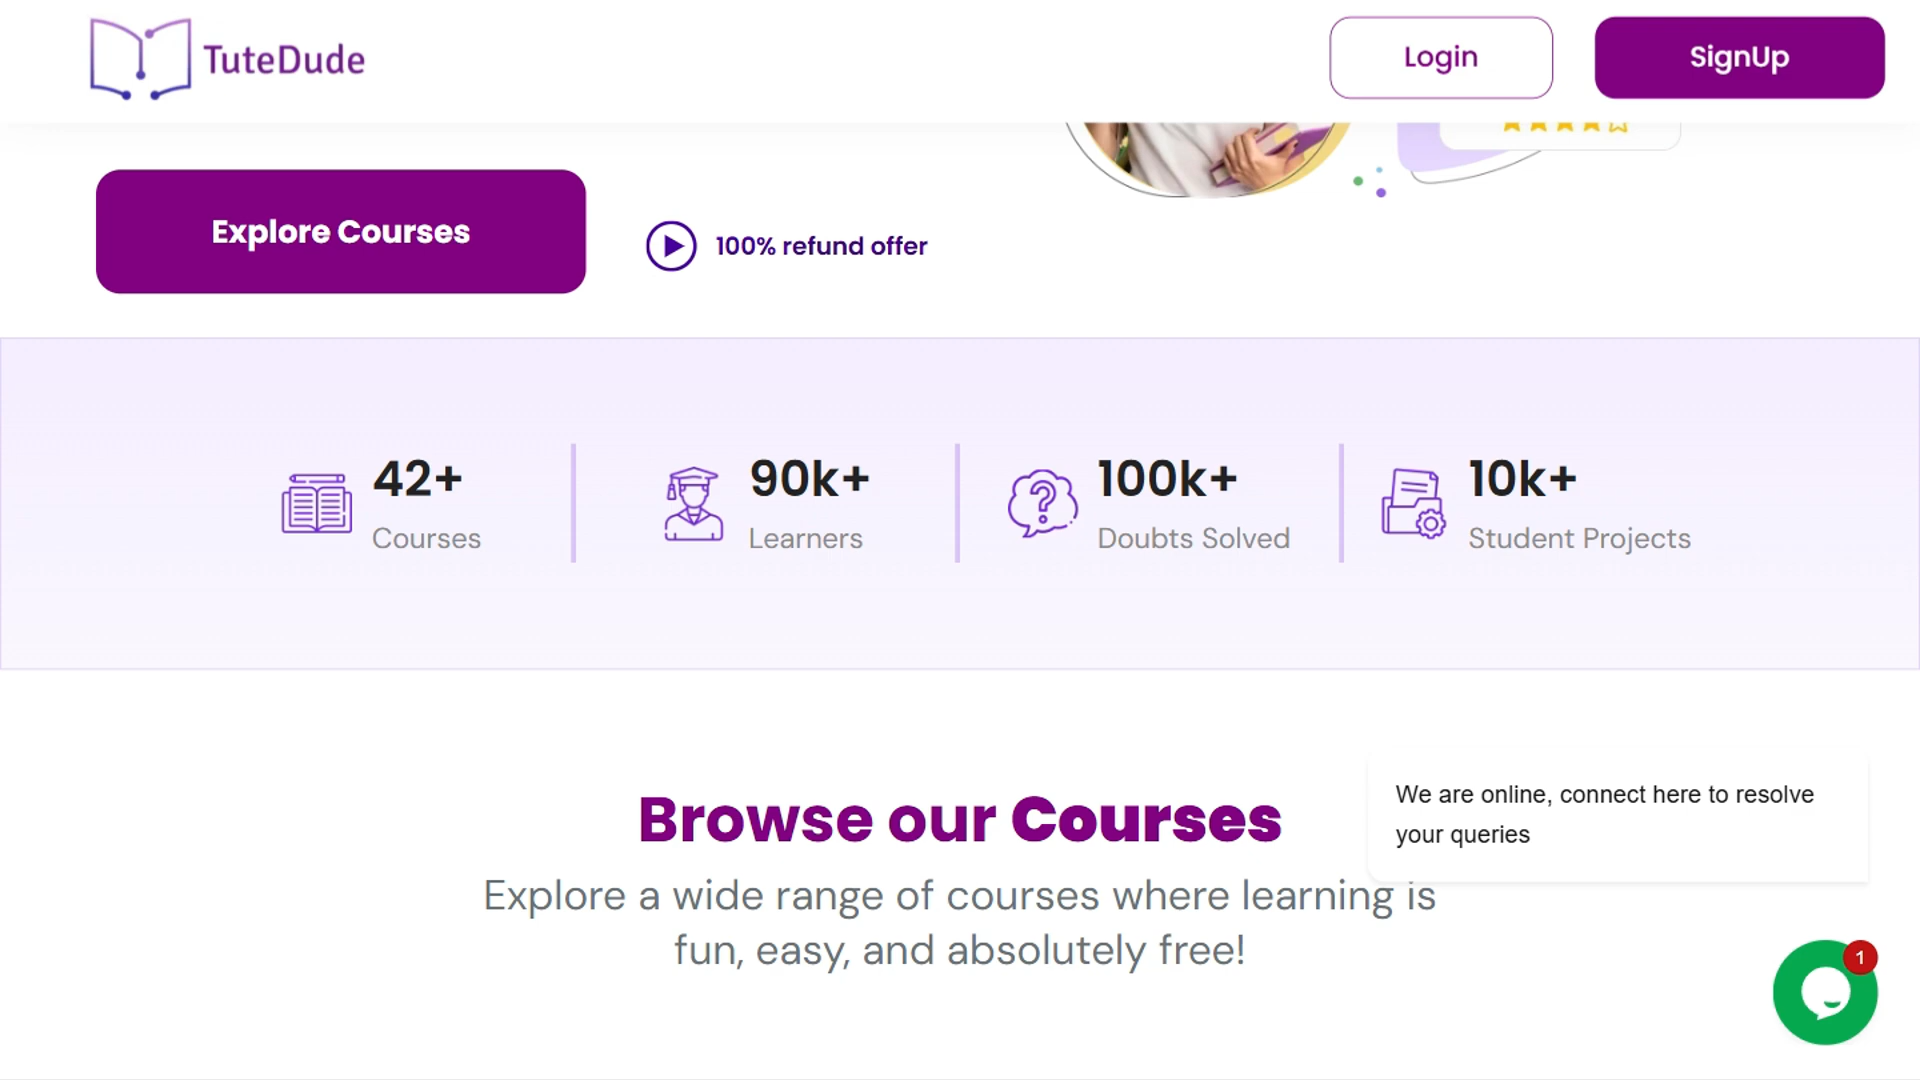 TuteDude
Login
SignUp
Explore Courses
100% refund offer
42+
Courses
90k+
Learners
100k+
Doubts Solved
10k+
Student Projects
Browse our Courses
Explore a wide range of courses where learning is
fun, easy, and absolutely free!
We are online, connect here to resolve
your queries
1